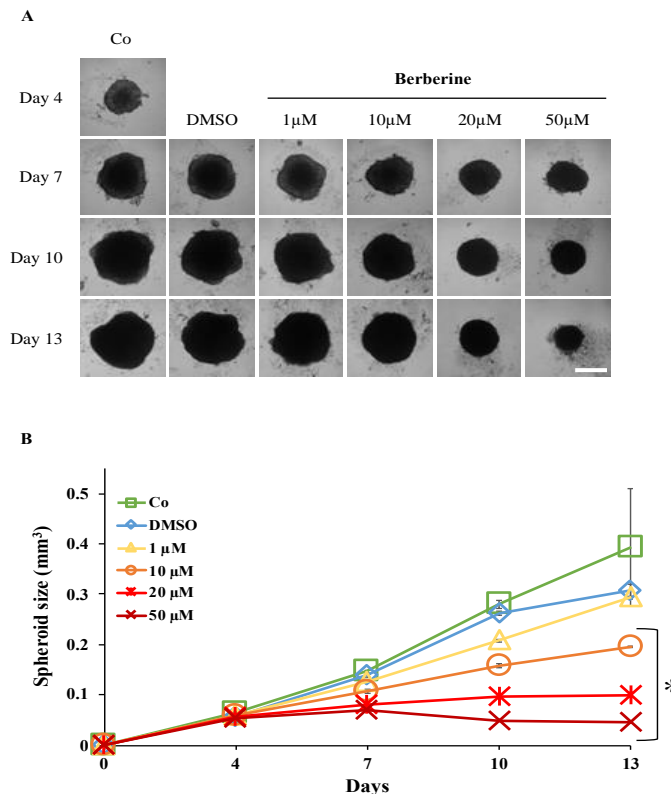 A
Co
Berberine
Day 4
DMSO
1µM
10µM
20µM
50µM
Day 7
Day 10
Day 13
B
Spheroid size (mm³)
0.5
0.4
0.3
0.2
0.1
0
Co
DMSO
1 µM
10 µM
20 µM
50 µM
*
0
4
7
10
13
Days